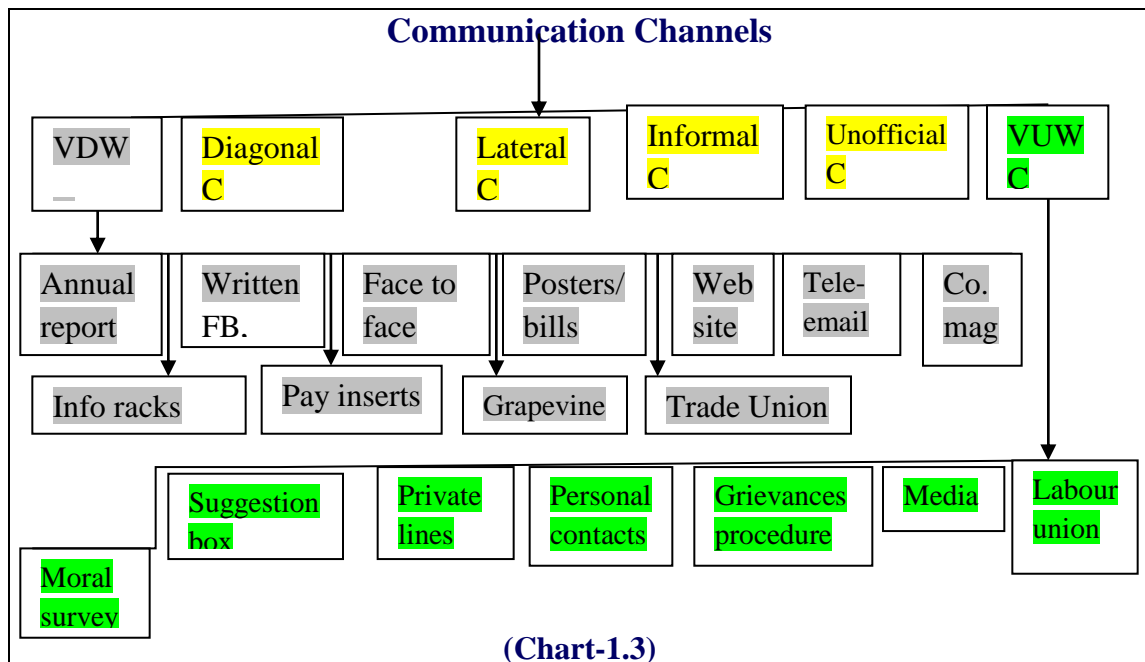 Communication Channels
VDW
Diagonal
C
Lateral
C
Informal
C
Unofficial
C
VUW
C
Annual
report
Written
FB.
Face to
face
Posters/
bills
Web
site
Tele-
email
Co.
mag
Info racks
Pay inserts
Grapevine
Trade Union
Suggestion
box
Private
lines
Personal
contacts
Grievances
procedure
Media
Labour
union
Moral
survey
(Chart-1.3)